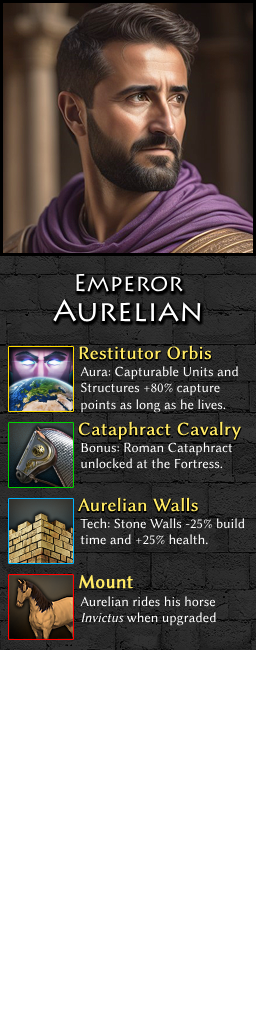 Emperor
Aurelian
Restitutor Orbis
Aura: Capturable Units and
Structures +80% capture
points as long as he lives.
Cataphract Cavalry
Bonus: Roman Cataphract
unlocked at the Fortress.
Aurelian Walls
Tech: Stone Walls -25% build
time and +25% health.
Mount
Aurelian rides his horse
Invictus when upgraded